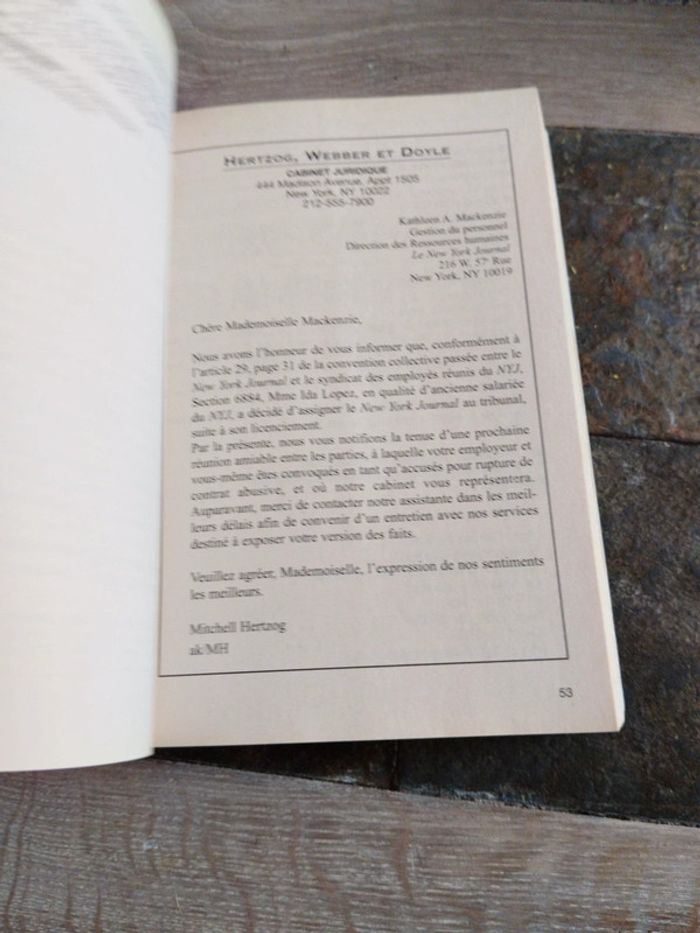 HERTZOG, WEBBER ET DOYLE
CABINET JURIDIQUE
444 Madison Avenue, Appt 1505
New York, NY 10022
212-555-7900
Kathleen A. Mackenzie
Gestion du personnel
Direction des Ressources humaines
Le New York Journal
216 W. 57e Rue
New York, NY 10019
Chère Mademoiselle Mackenzie,
Nous avons l'honneur de vous informer que, conformément à
l'article 29, page 31 de la convention collective passée entre le
New York Journal et le syndicat des employés réunis du NYJ,
Section 6884, Mme Ida Lopez, en qualité d'ancienne salariée
du NYJ, a décidé d'assigner le New York Journal au tribunal,
suite à son licenciement.
Par la présente, nous vous notifions la tenue d'une prochaine
réunion amiable entre les parties, à laquelle votre employeur et
vous-même êtes convoqués en tant qu'accusés pour rupture de
contrat abusive, et où notre cabinet vous représentera.
Auparavant, merci de contacter notre assistante dans les meil-
leurs délais afin de convenir d'un entretien avec nos services
destiné à exposer votre version des faits.
Veuillez agréer, Mademoiselle, l'expression de nos sentiments
les meilleurs.
Mitchell Hertzog
ak/MH
53